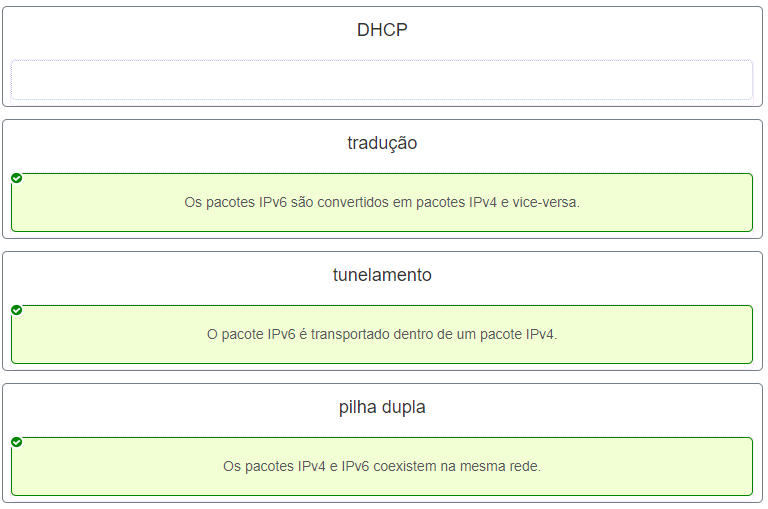 DHCP
tradução
Os pacotes IPv6 são convertidos em pacotes IPv4 e vice-versa.
tunelamento
O pacote IPv6 é transportado dentro de um pacote IPv4.
pilha dupla
Os pacotes IPv4 e IPv6 coexistem na mesma rede.